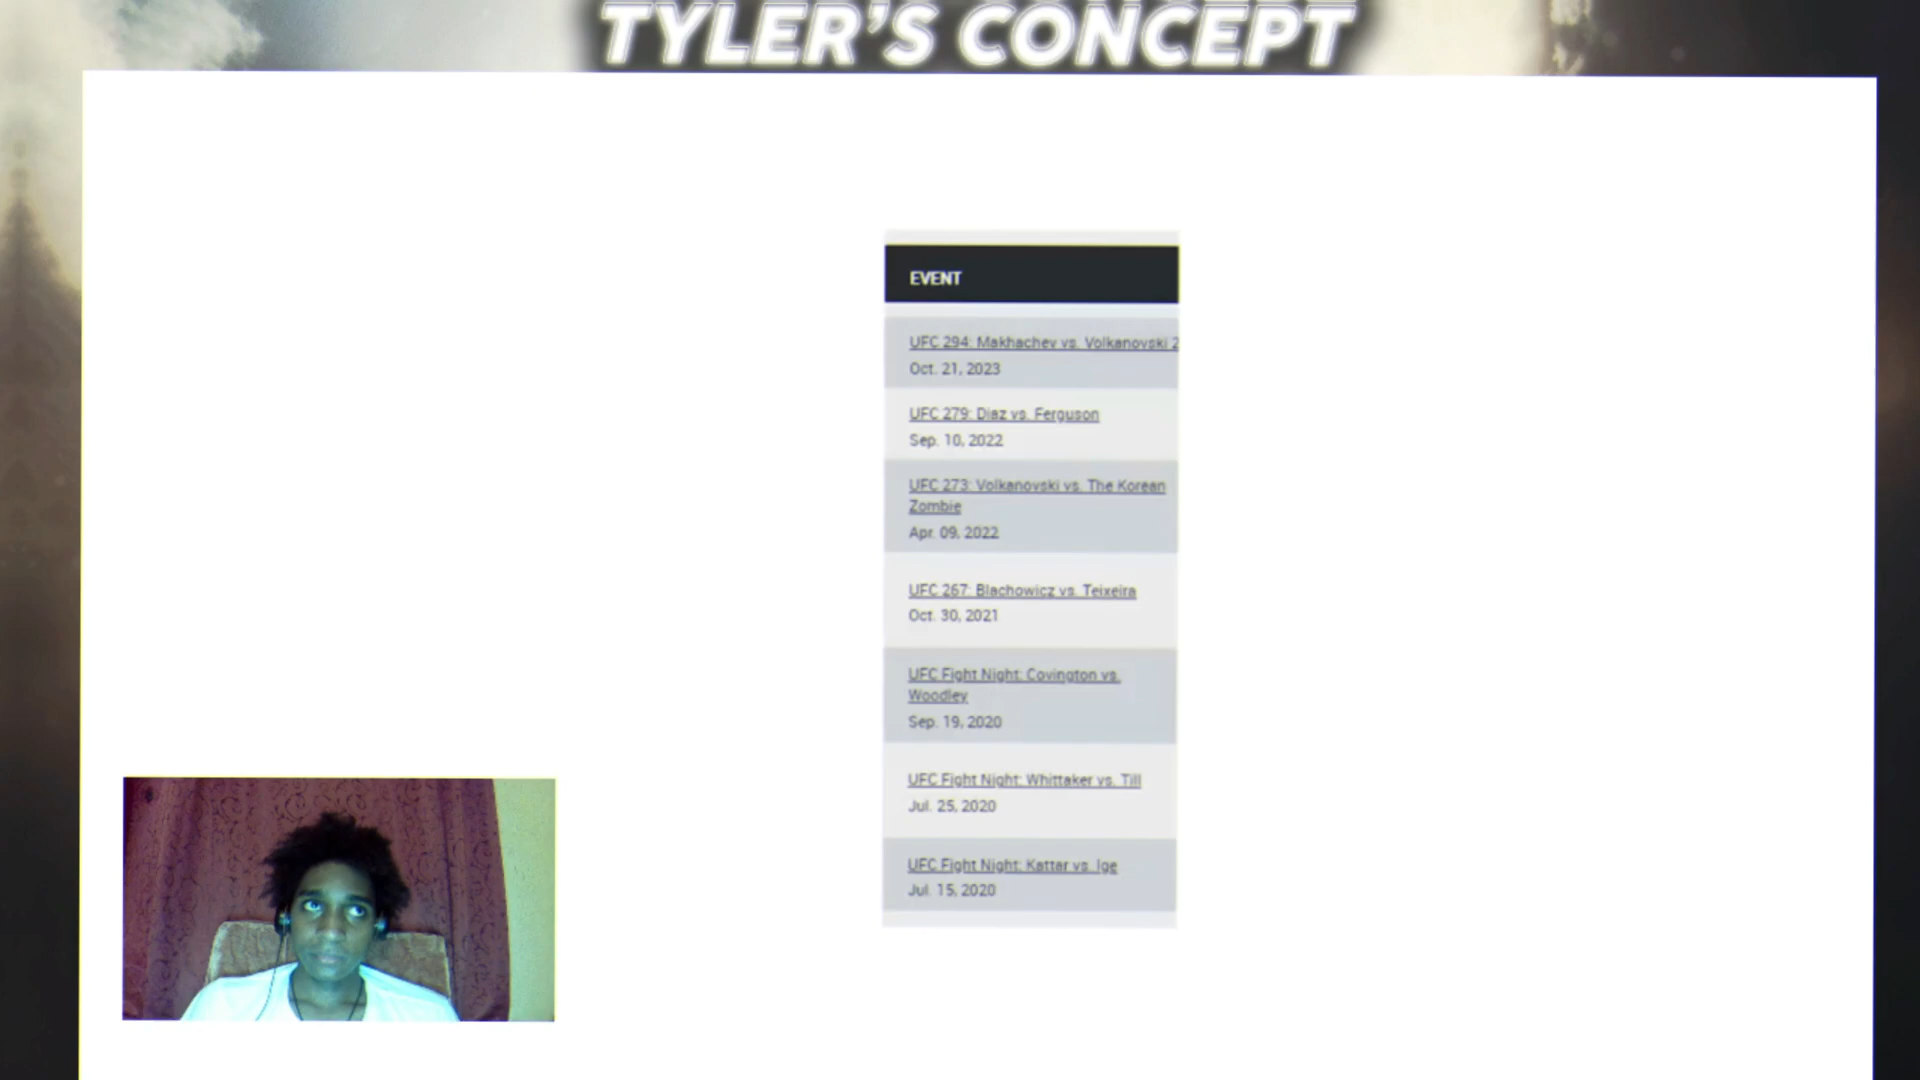 TYLER'S CONCEPT
EVENT
UFC 294: Makhachev vs. Volkanovski 2
Oct. 21, 2023
UFC 279: Diaz vs. Ferguson
Sep. 10, 2022
UFC 273: Volkanovski vs. The Korean
Zombie
Apr. 09, 2022
UFC 267: Blachowicz vs. Teixeira
Oct. 30, 2021
UFC Fight Night: Covington vs.
Woodley
Sep. 19, 2020
UFC Fight Night: Whittaker vs. Till
Jul. 25, 2020
UFC Fight Night: Kattar vs. Ige
Jul. 15, 2020